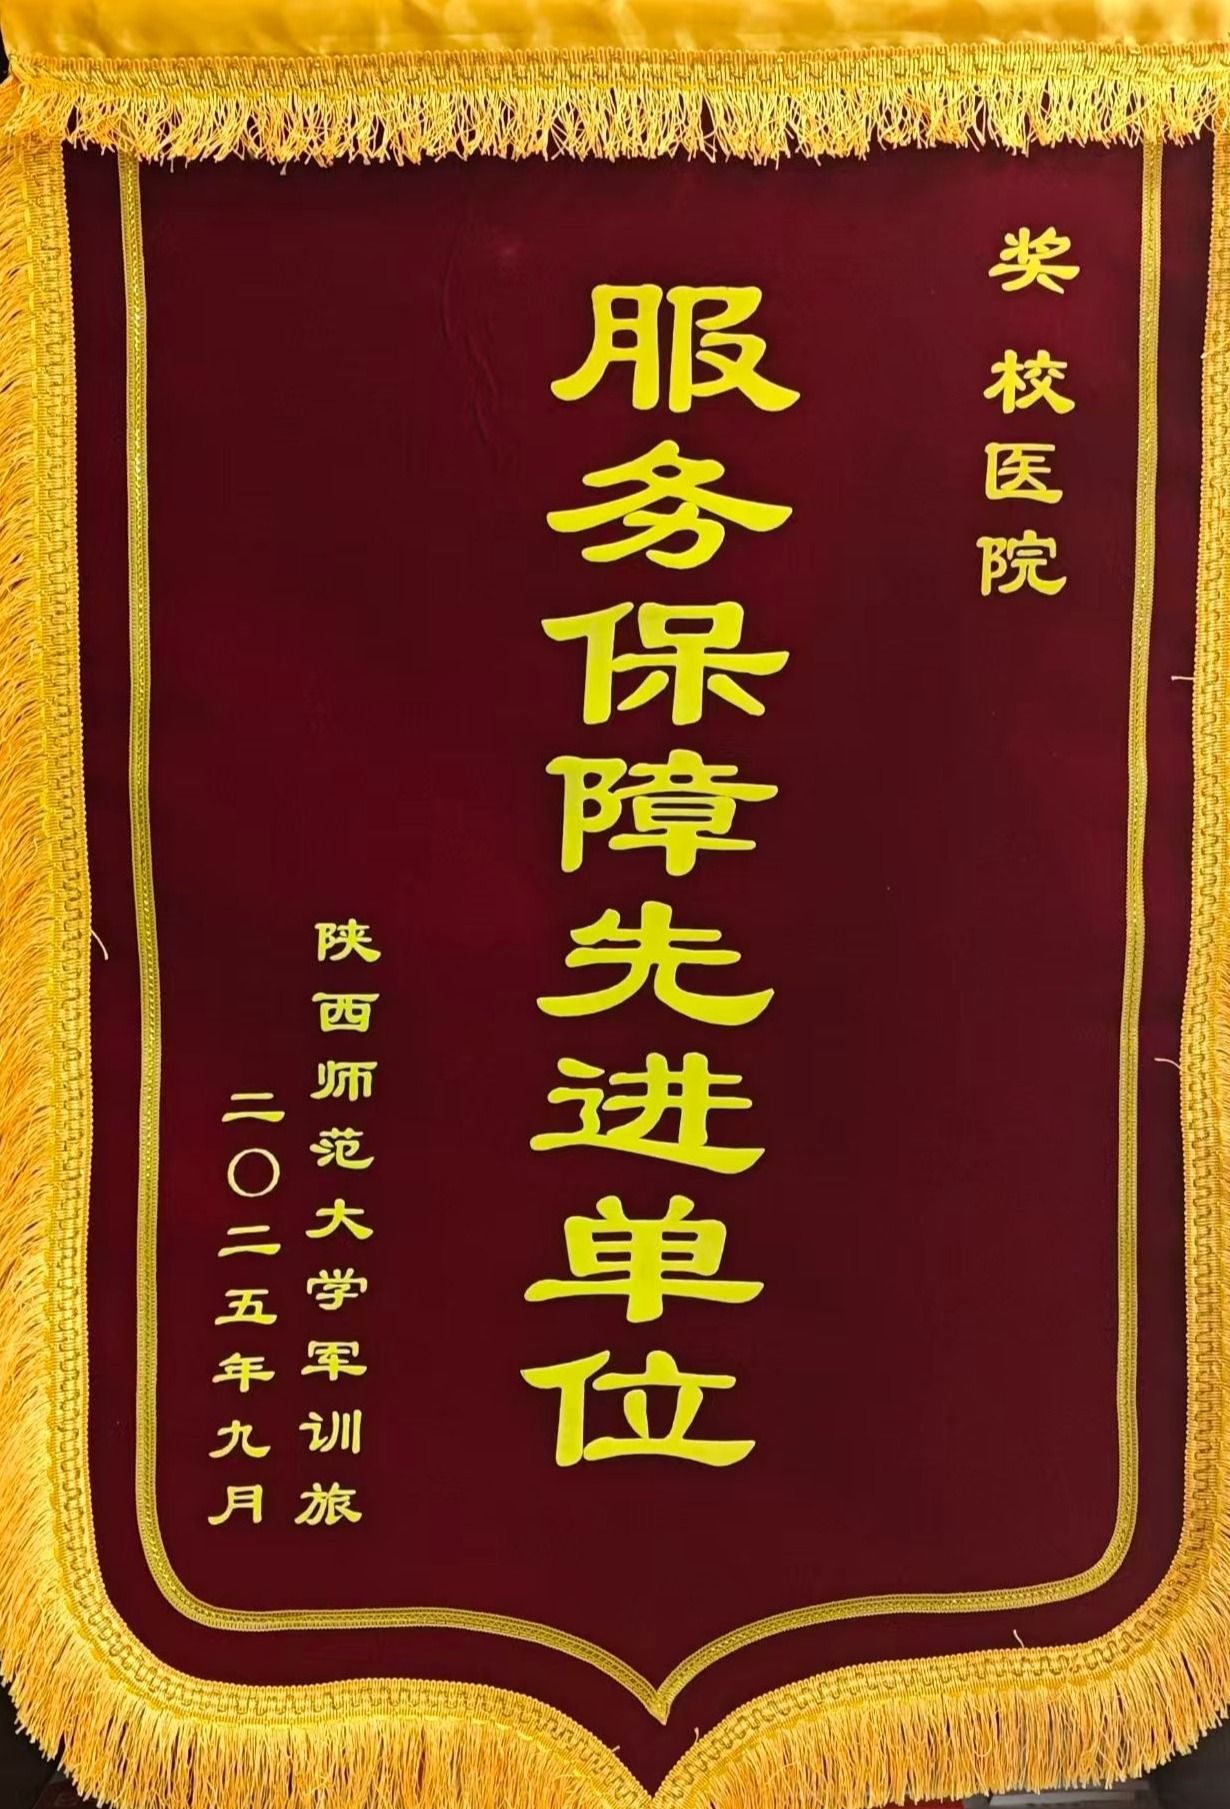 奖校医院
服务保障先进单位
陕西师范大学军训旅
二〇二五年九月